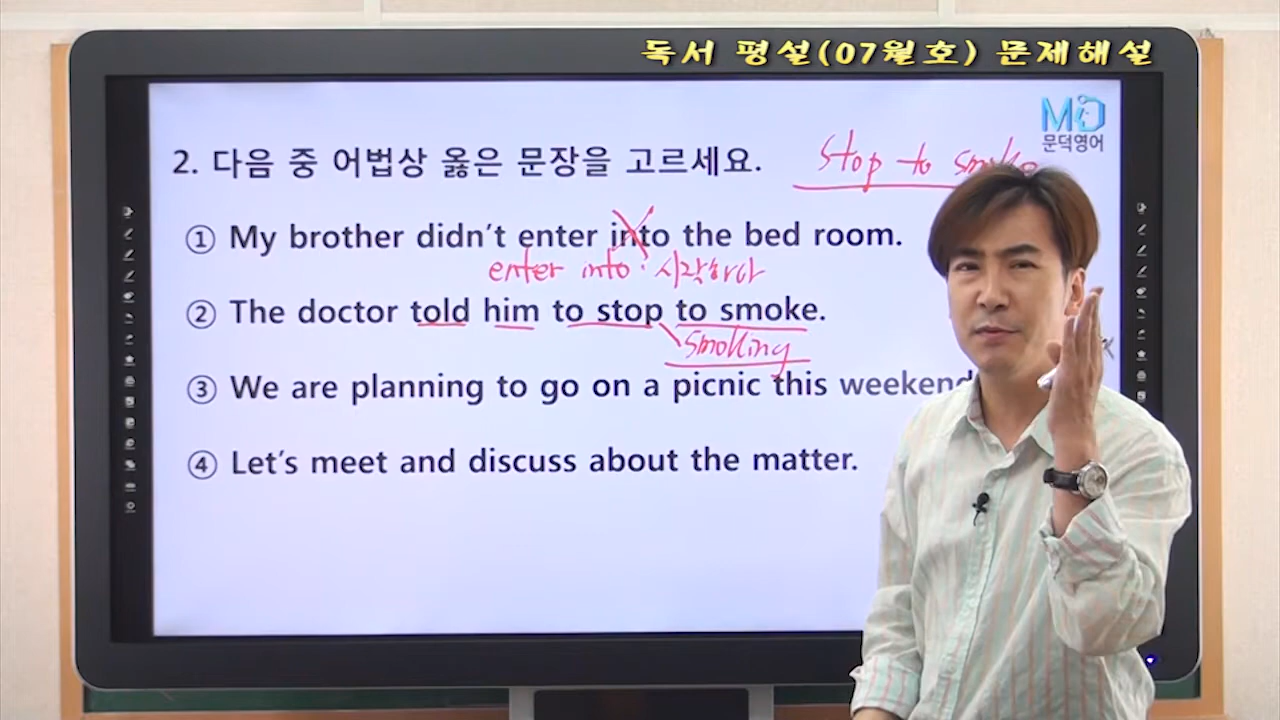 독서 평설(07월호) 문제해설
MD
문덕영어
2. 다음 중 어법상 옳은 문장을 고르세요.
stop to smoke
① My brother didn't enter into the bed room.
enter into : 시작하다
② The doctor told him to stop to smoke.
smoking
③ We are planning to go on a picnic this weekend
④ Let's meet and discuss about the matter.